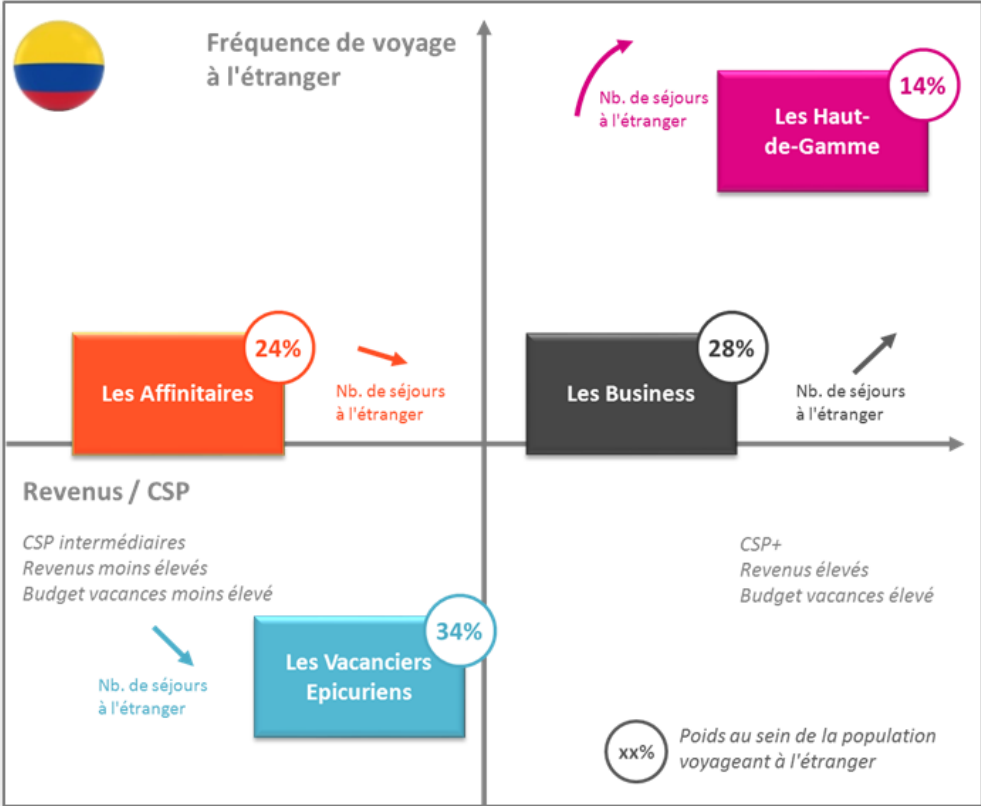 Fréquence de voyage
à l'étranger
Nb. de séjours
à l'étranger
14%
Les Haut-
de-Gamme
24%
Les Affinitaires
Nb. de séjours
à l'étranger
28%
Les Business
Nb. de séjours
à l'étranger
Revenus / CSP
CSP intermédiaires
Revenus moins élevés
Budget vacances moins élevé
CSP+
Revenus élevés
Budget vacances élevé
34%
Les Vacanciers
Epicuriens
Nb. de séjours
à l'étranger
xx%
Poids au sein de la population
voyageant à l'étranger